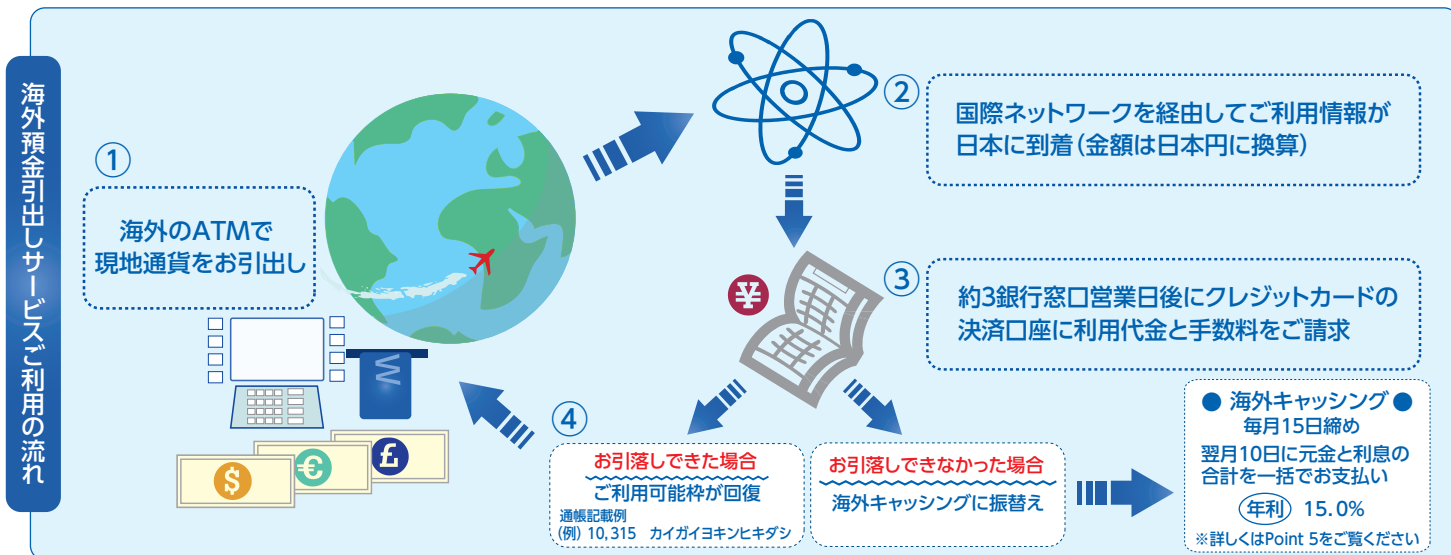 海外預金引出しサービスご利用の流れ
①
海外のATMで
現地通貨をお引出し
W
$
€
£
②
国際ネットワークを経由してご利用情報が
日本に到着(金額は日本円に換算)
¥
③
約3銀行窓口営業日後にクレジットカードの
決済口座に利用代金と手数料をご請求
④
お引落しできた場合
ご利用可能枠が回復
通帳記載例
(例) 10,315 カイガイヨキンヒキダシ
お引落しできなかった場合
海外キャッシングに振替え
● 海外キャッシング ●
毎月15日締め
翌月10日に元金と利息の
合計を一括でお支払い
年利 15.0%
※詳しくはPoint 5をご覧ください